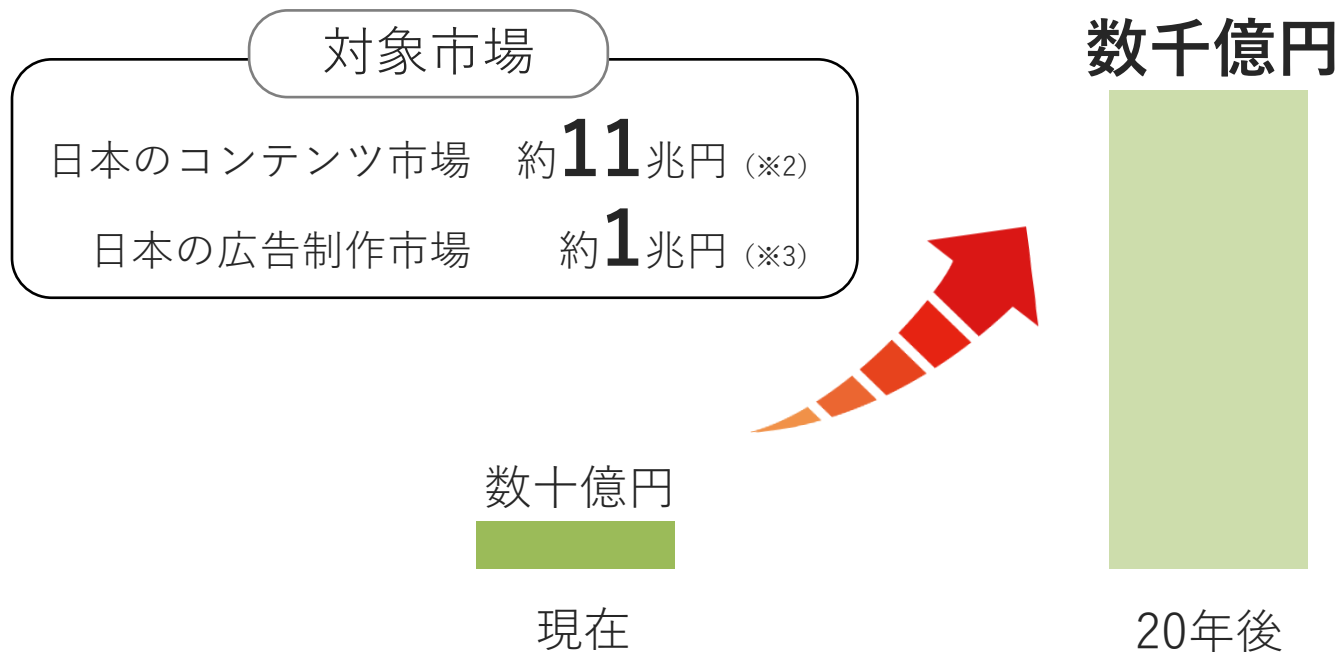 対象市場
日本のコンテンツ市場 約11兆円 (※2)
日本の広告制作市場 約1兆円 (※3)
数千億円
数十億円
現在
20年後